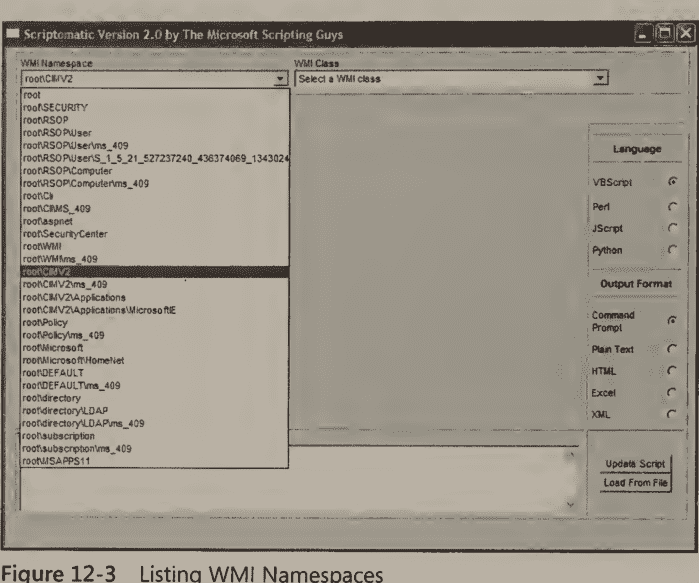 Scriptomatic Version 2.0 by The Microsoft Scripting Guys
WMI Namespace
WMI Class
root\CIMV2
Select a WMI class
root
root\SECURITY
root\RSOP
root\RSOP\User
root\RSOP\User\ms_409
root\RSOP\User\S_1_5_21_527237240_436374069_1343024
root\RSOP\Computer
root\RSOP\Computer\ms_409
root\Cli
root\Cli\MS_409
root\aspnet
root\SecurityCenter
root\WMI
root\WMI\ms_409
root\CIMV2
root\CIMV2\ms_409
root\CIMV2\Applications
root\CIMV2\Applications\MicrosoftIE
root\Policy
root\Policy\ms_409
root\Microsoft
root\Microsoft\HomeNet
root\DEFAULT
root\DEFAULT\ms_409
root\directory
root\directory\LDAP
root\directory\LDAP\ms_409
root\subscription
root\subscription\ms_409
root\MSAPPS11
Language
VBScript
Perl
JScript
Python
Output Format
Command
Prompt
Plain Text
HTML
Excel
XML
Update Script
Load From File
Figure 12-3 Listing WMI Namespaces